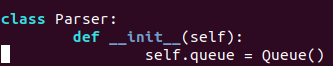 class Parser:
        def __init__(self):
                self.queue = Queue()